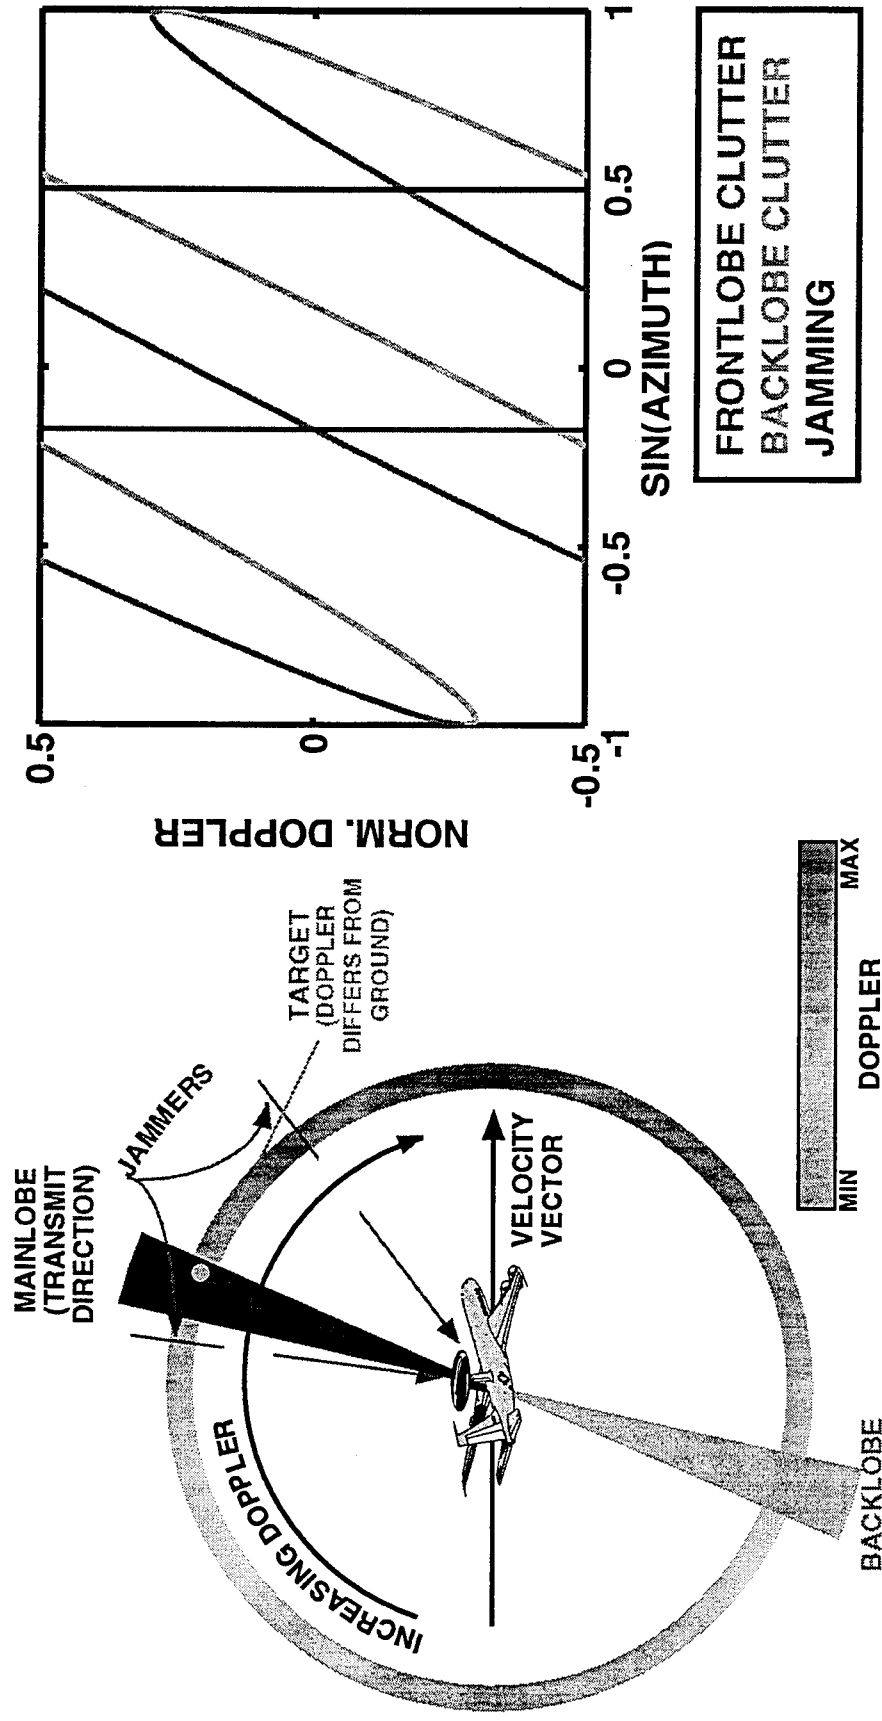 MAINLOBE
(TRANSMIT
DIRECTION)
JAMMERS
TARGET
(DOPPLER
DIFFERS FROM
GROUND)
INCREASING DOPPLER
VELOCITY
VECTOR
BACKLOBE
MIN
MAX
DOPPLER
NORM. DOPPLER
0.5
0
-0.5
-1
-0.5
0
0.5
1
SIN(AZIMUTH)
FRONTLOBE CLUTTER
BACKLOBE CLUTTER
JAMMING